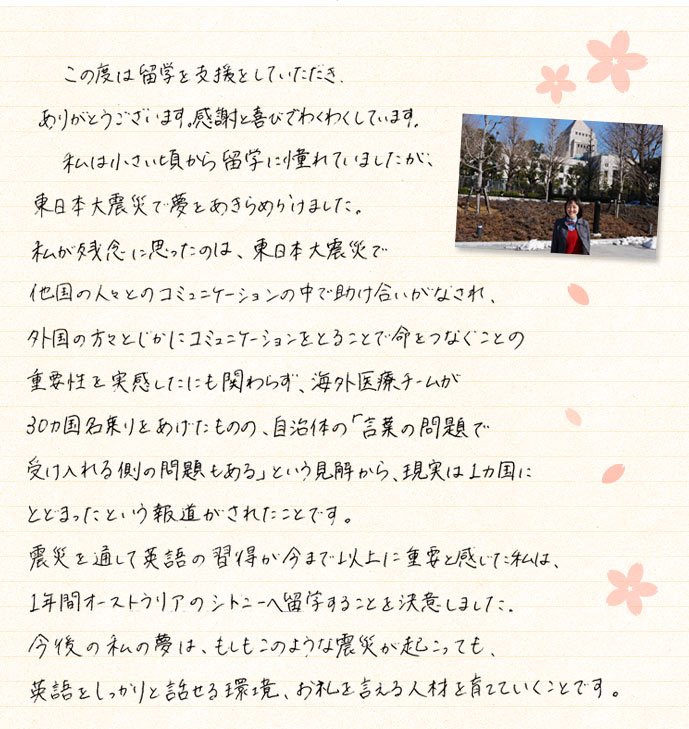 この度は留学を支援をしていただき、
ありがとうございます。感謝と喜びでわくわくしています。
私は小さい頃から留学に憧れていましたが、
東日本大震災で夢をあきらめかけました。
私が残念に思ったのは、東日本大震災で
他国の人々とのコミュニケーションの中で助け合いがなされ、
外国の方々とじかにコミュニケーションをとることで命をつなぐことの
重要性を実感したにも関わらず、海外医療チームが
30カ国名乗りをあげたものの、自治体の「言葉の問題で
受け入れる側の問題もある」という見解から、現実は1カ国に
とどまったという報道がされたことです。
震災を通して英語の習得が今まで以上に重要と感じた私は、
1年間オーストラリアのシドニーへ留学することを決意しました。
今後の私の夢は、もしもこのような震災が起こっても、
英語をしっかりと話せる環境、お礼を言える人材を育てていくことです。